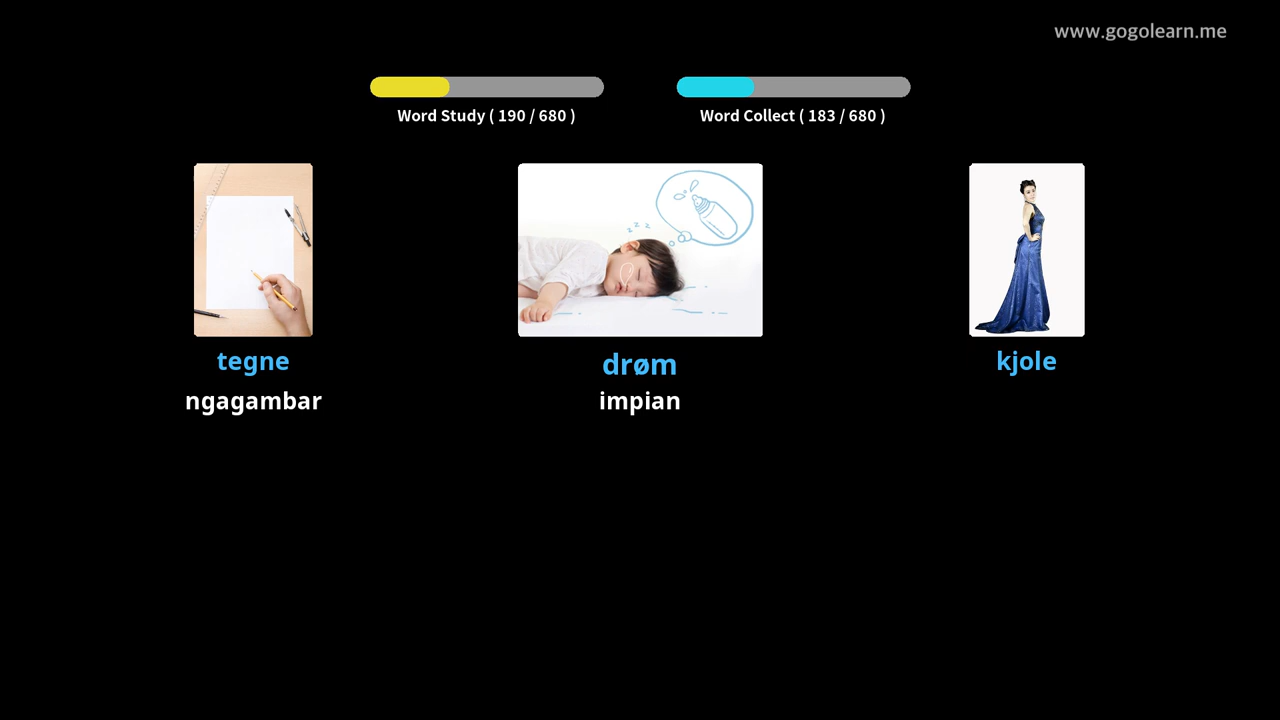 www.gogolearn.me
Word Study ( 190 / 680 )
Word Collect ( 183 / 680 )
tegne
drøm
kjole
ngagambar
impian